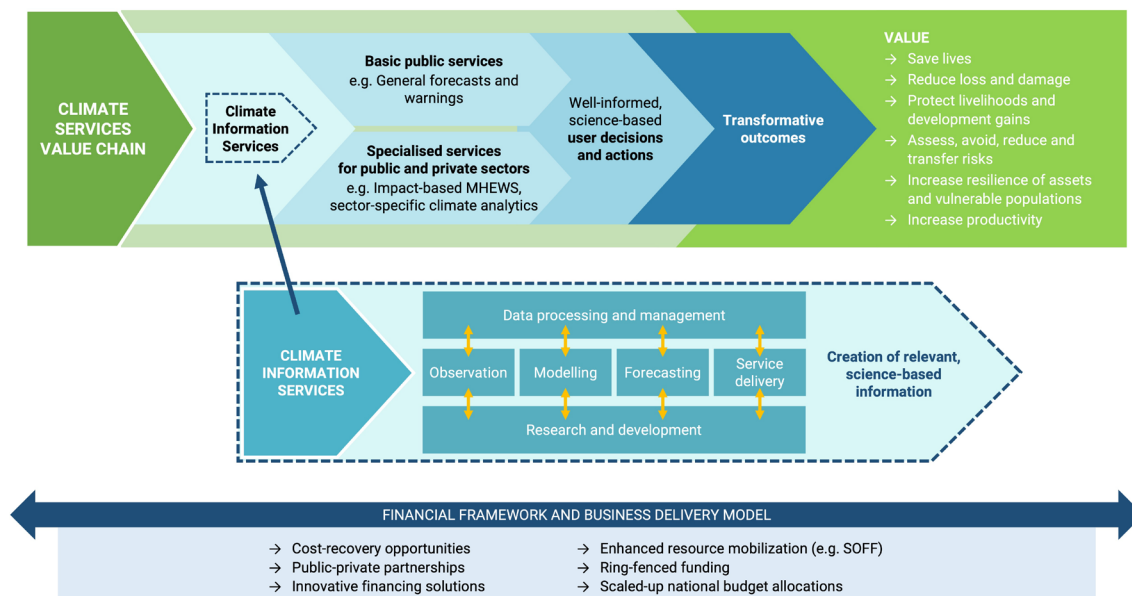 CLIMATE
SERVICES
VALUE CHAIN
Climate
Information
Services
Basic public services
e.g. General forecasts and
warnings
Specialised services
for public and private sectors
e.g. Impact-based MHEWS,
sector-specific climate analytics
Well-informed,
science-based
user decisions
and actions
Transformative
outcomes
VALUE
→ Save lives
→ Reduce loss and damage
→ Protect livelihoods and
development gains
→ Assess, avoid, reduce and
transfer risks
→ Increase resilience of assets
and vulnerable populations
→ Increase productivity
CLIMATE
INFORMATION
SERVICES
Data processing and management
Observation
Modelling
Forecasting
Service
delivery
Research and development
Creation of relevant,
science-based
information
FINANCIAL FRAMEWORK AND BUSINESS DELIVERY MODEL
→ Cost-recovery opportunities
→ Public-private partnerships
→ Innovative financing solutions
→ Enhanced resource mobilization (e.g. SOFF)
→ Ring-fenced funding
→ Scaled-up national budget allocations